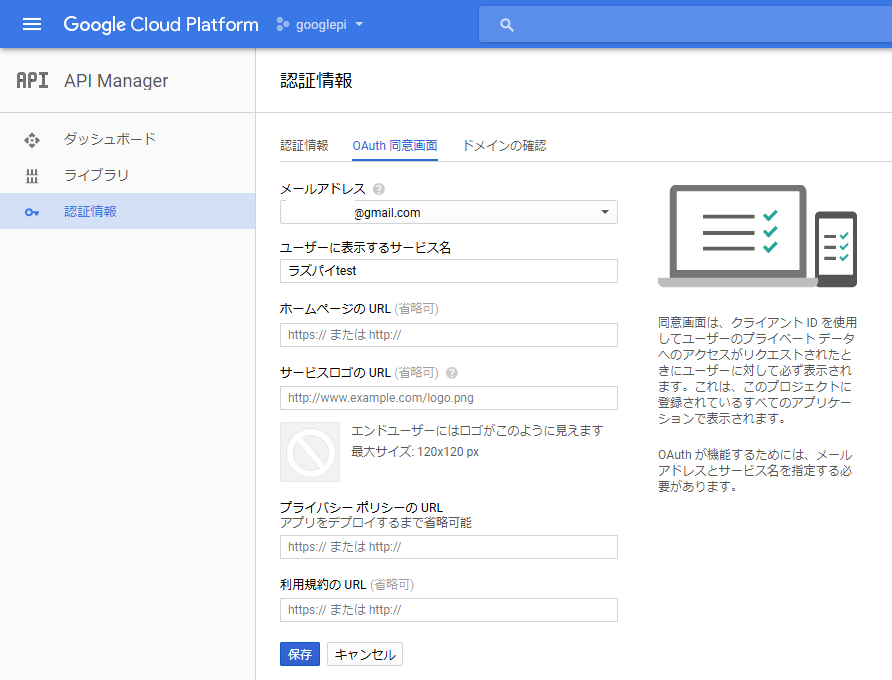 Google Cloud Platform googlepi
API API Manager
認証情報
ダッシュボード
ライブラリ
認証情報
認証情報 OAuth 同意画面 ドメインの確認
メールアドレス ?
@gmail.com
ユーザーに表示するサービス名
ラズパイtest
ホームページの URL (省略可)
https:// または http://
サービスロゴの URL (省略可) ?
http://www.example.com/logo.png
エンドユーザーにはロゴがこのように見えます
最大サイズ: 120x120 px
プライバシー ポリシーの URL
アプリをデプロイするまで省略可能
https:// または http://
利用規約の URL (省略可)
https:// または http://
保存 キャンセル
同意画面は、クライアント ID を使用
してユーザーのプライベート データ
へのアクセスがリクエストされたと
きにユーザーに対して必ず表示され
ます。これは、このプロジェクトに
登録されているすべてのアプリケー
ションで表示されます。
OAuth が機能するためには、メール
アドレスとサービス名を指定する必
要があります。